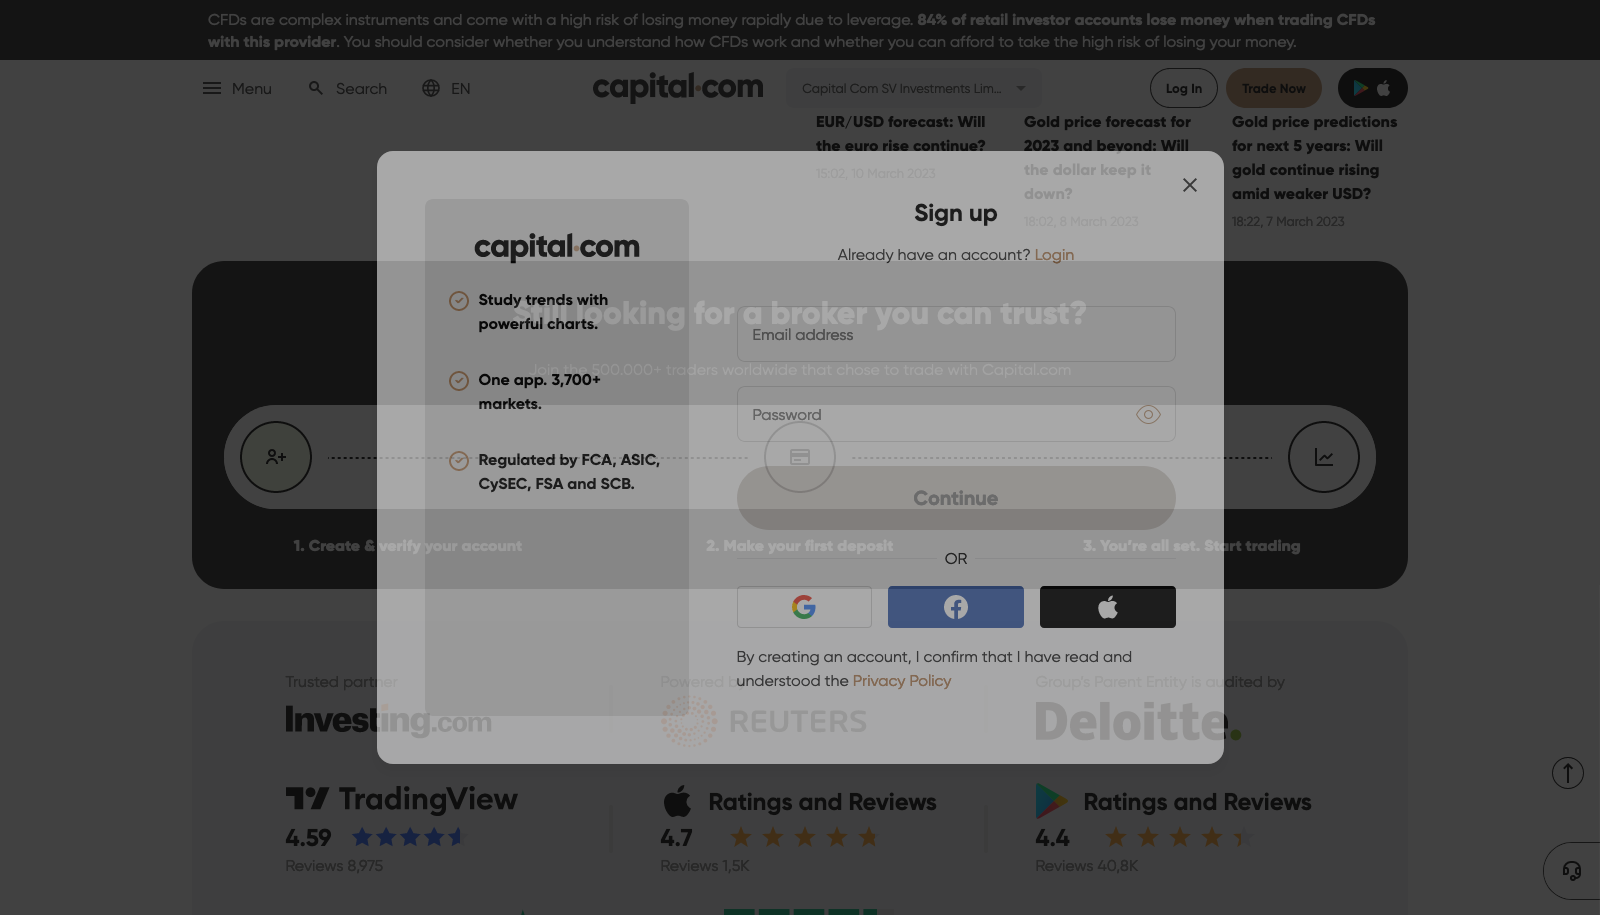 CFDs are complex instruments and come with a high risk of losing money rapidly due to leverage. 84% of retail investor accounts lose money when trading CFDs
with this provider. You should consider whether you understand how CFDs work and whether you can afford to take the high risk of losing your money.
Menu
Search
EN
capital.com
Capital Com SV Investments Lim...
Log In
Trade Now
EUR/USD forecast: Will
the euro rise continue?
15:02, 10 March 2023
Gold price forecast for
2023 and beyond: Will
the dollar keep it
down?
18:02, 8 March 2023
Gold price predictions
for next 5 years: Will
gold continue rising
amid weaker USD?
18:22, 7 March 2023
capital.com
Study trends with
powerful charts.
One app. 3,700+
markets.
Regulated by FCA, ASIC,
CySEC, FSA and SCB.
Sign up
Already have an account? Login
Email address
Password
Continue
OR
By creating an account, I confirm that I have read and
understood the Privacy Policy
Still looking for a broker you can trust?
Join the 500.000+ traders worldwide that chose to trade with Capital.com
1. Create & verify your account
2. Make your first deposit
3. You're all set. Start trading
Trusted partner
Investing.com
Powered b
REUTERS
Group's Parent Entity is audited by
Deloitte.
TradingView
4.59
Reviews 8,975
Ratings and Reviews
4.7
Reviews 1,5K
Ratings and Reviews
4.4
Reviews 40,8K